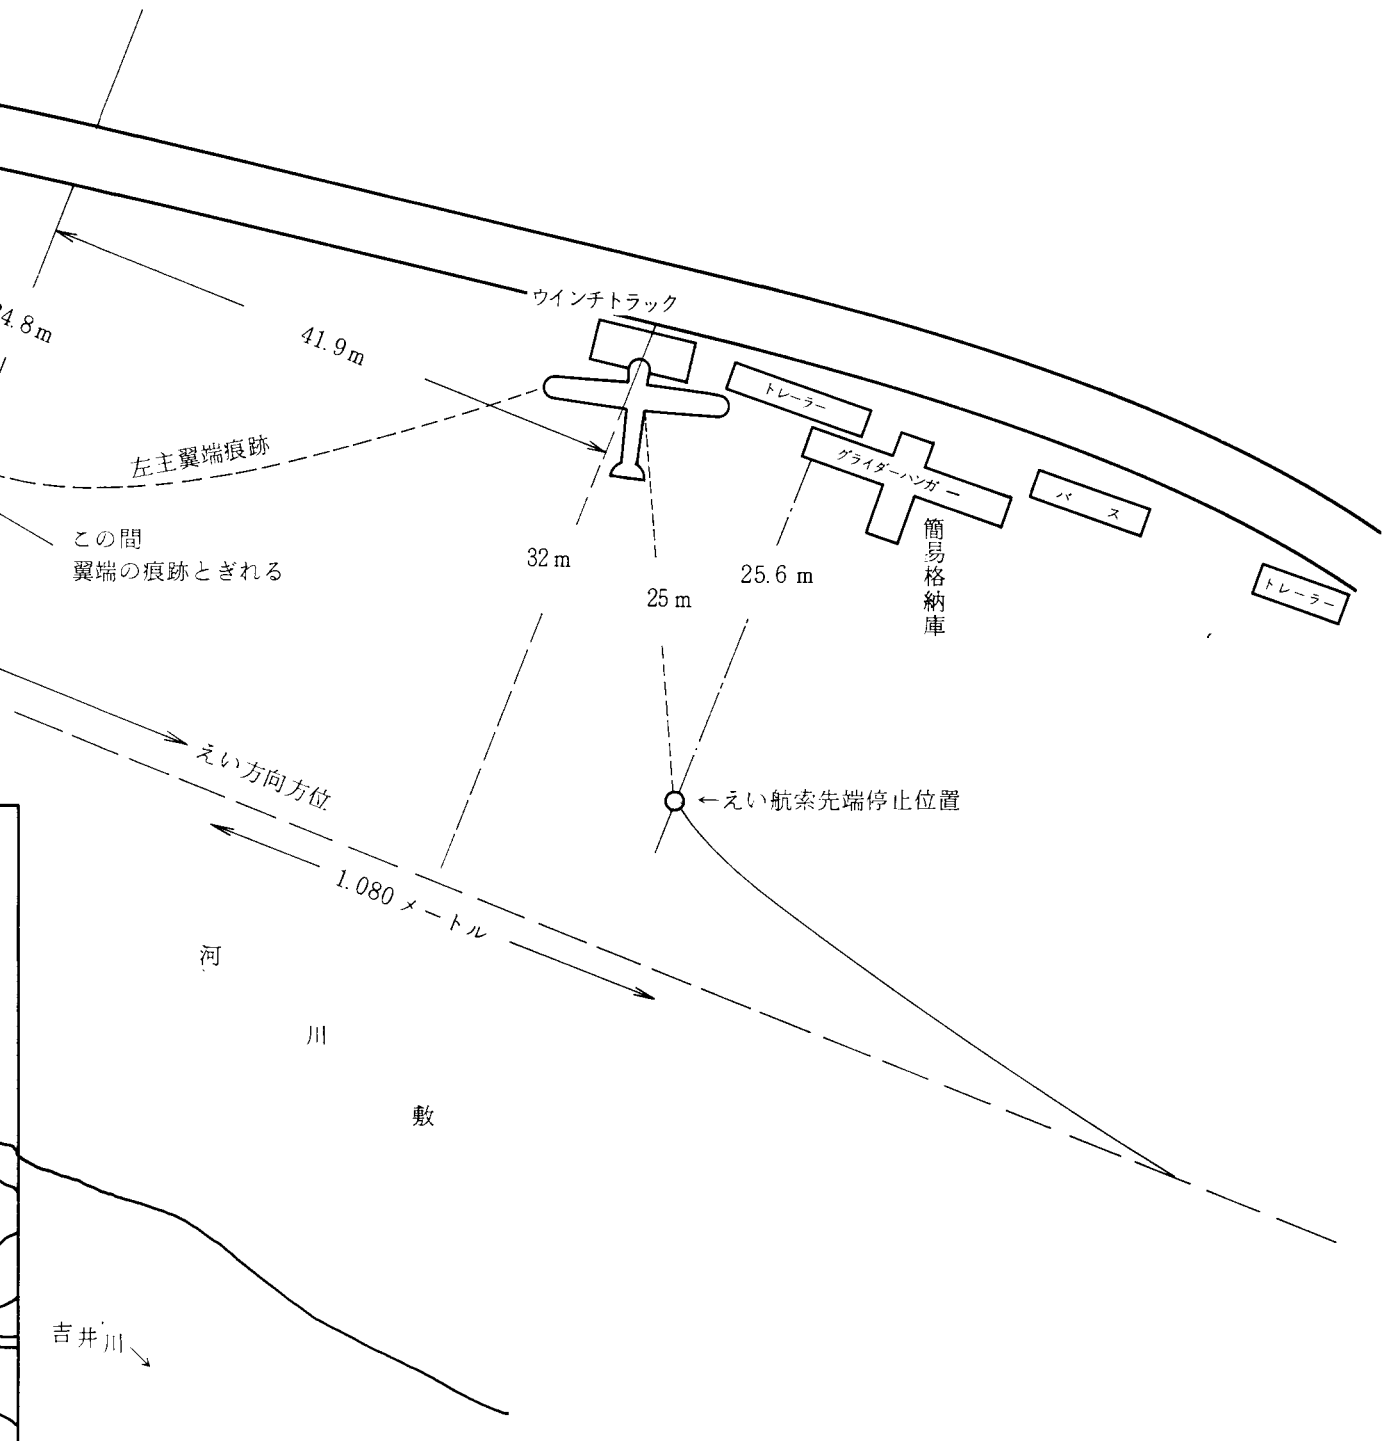 ウインチトラック
4.8m
41.9m
トレーラー
グライダーハンガー
バス
トレーラー
簡易格納庫
左主翼端痕跡
この間
翼端の痕跡とぎれる
32m
25m
25.6 m
えい方向方位
←えい航索先端停止位置
1.080 メートル
河川敷
吉井川